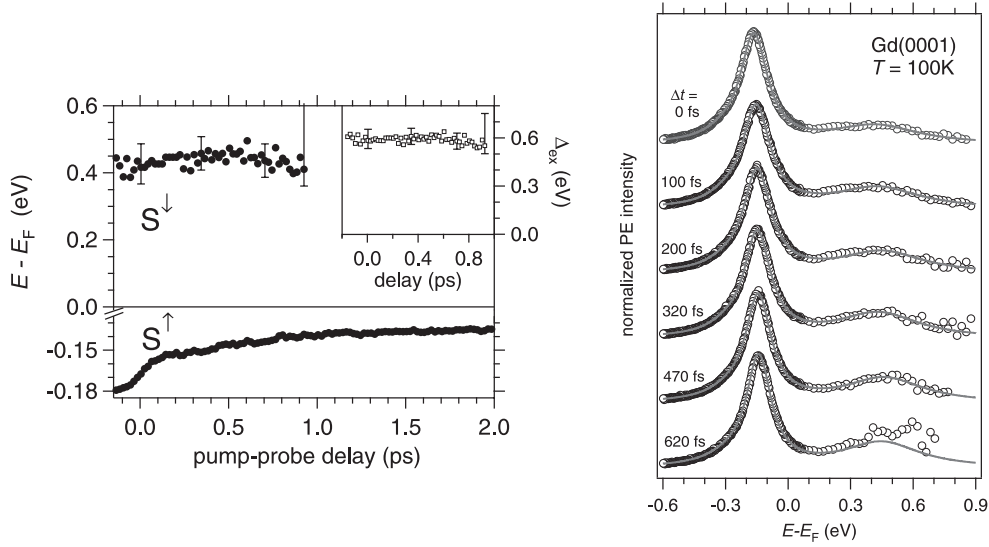 0.6
0.4
0.2
0.0
-0.15
-0.18
E - E_F (eV)
S↓
S↑
0.0 0.5 1.0 1.5 2.0
pump-probe delay (ps)
0.6
0.3
0.0
Δ_ex (eV)
0.0 0.4 0.8
delay (ps)
Gd(0001)
T = 100K
Δt =
0 fs
100 fs
200 fs
320 fs
470 fs
620 fs
normalized PE intensity
-0.6 -0.3 0.0 0.3 0.6 0.9
E-E_F (eV)